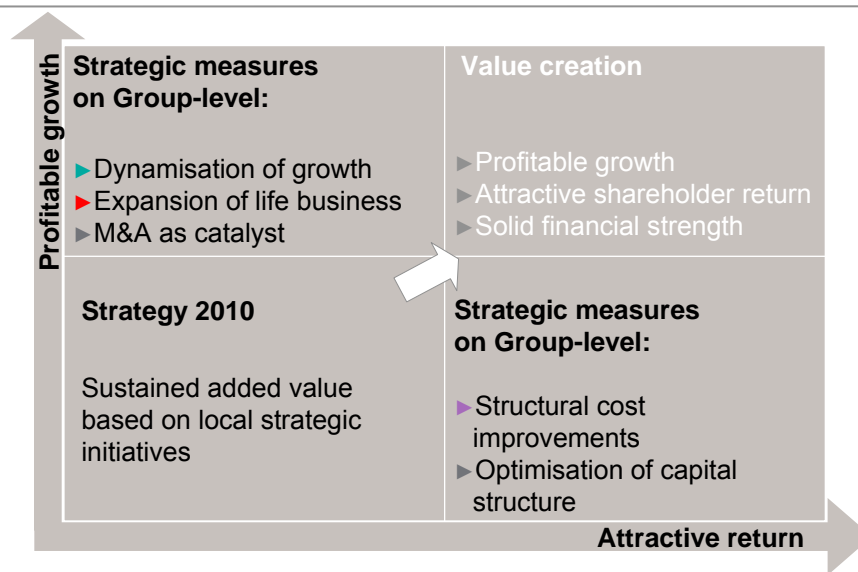 Profitable growth
Strategic measures
on Group-level:
►Dynamisation of growth
►Expansion of life business
►M&A as catalyst
Value creation
►Profitable growth
►Attractive shareholder return
►Solid financial strength
Strategy 2010
Sustained added value
based on local strategic
initiatives
Strategic measures
on Group-level:
►Structural cost
improvements
►Optimisation of capital
structure
Attractive return